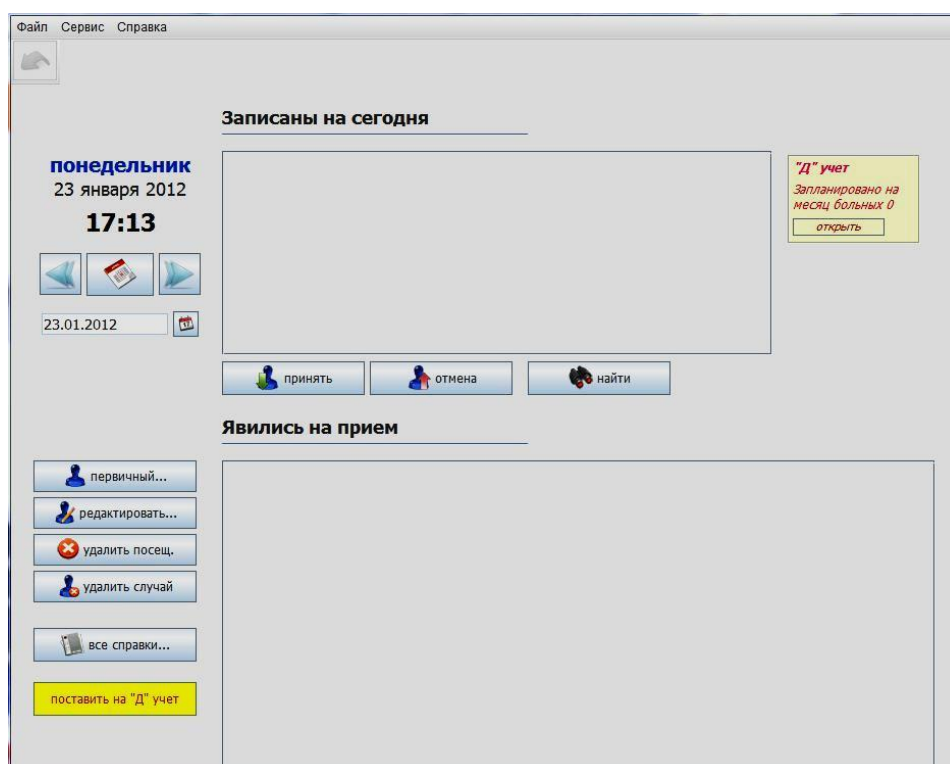 Файл Сервис Справка
Записаны на сегодня
понедельник
23 января 2012
17:13
23.01.2012
"Д" учет
Запланировано на
месяц больных 0
открыть
принять
отмена
найти
Явились на прием
первичный...
редактировать...
удалить посещ.
удалить случай
все справки...
поставить на "Д" учет